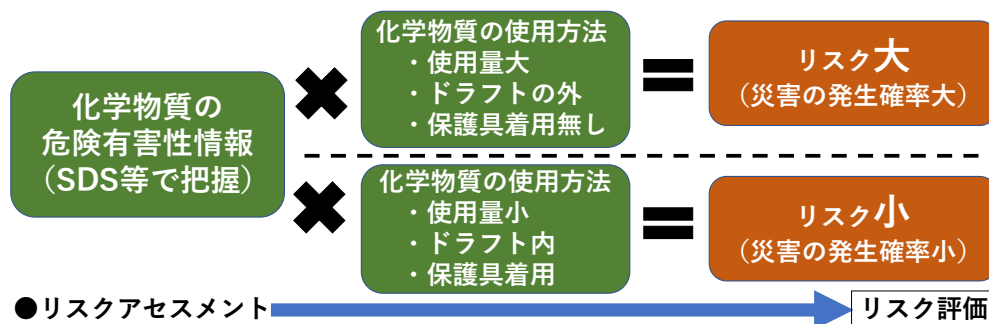 化学物質の
危険有害性情報
（SDS等で把握）
✖
化学物質の使用方法
・使用量大
・ドラフトの外
・保護具着用無し
=
リスク大
（災害の発生確率大）
✖
化学物質の使用方法
・使用量小
・ドラフト内
・保護具着用
=
リスク小
（災害の発生確率小）
●リスクアセスメント
リスク評価